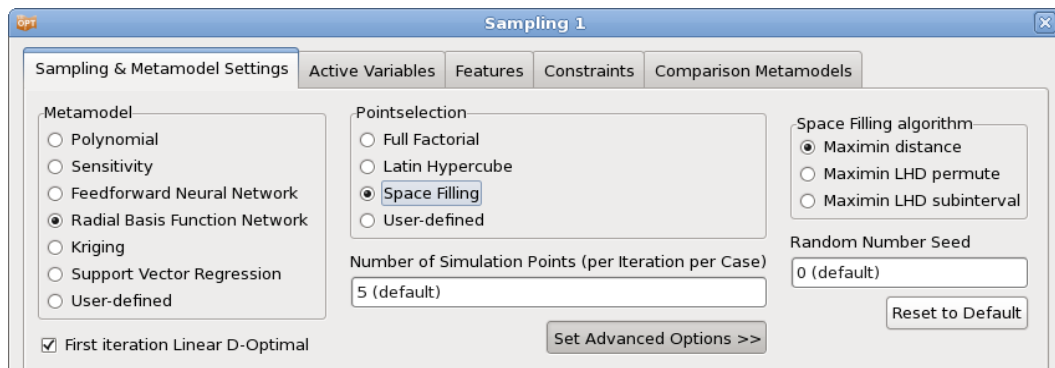 OPT
Sampling 1
Sampling & Metamodel Settings
Active Variables
Features
Constraints
Comparison Metamodels
Metamodel
Polynomial
Sensitivity
Feedforward Neural Network
Radial Basis Function Network
Kriging
Support Vector Regression
User-defined
First iteration Linear D-Optimal
Pointselection
Full Factorial
Latin Hypercube
Space Filling
User-defined
Number of Simulation Points (per Iteration per Case)
5 (default)
Set Advanced Options >>
Space Filling algorithm
Maximin distance
Maximin LHD permute
Maximin LHD subinterval
Random Number Seed
0 (default)
Reset to Default